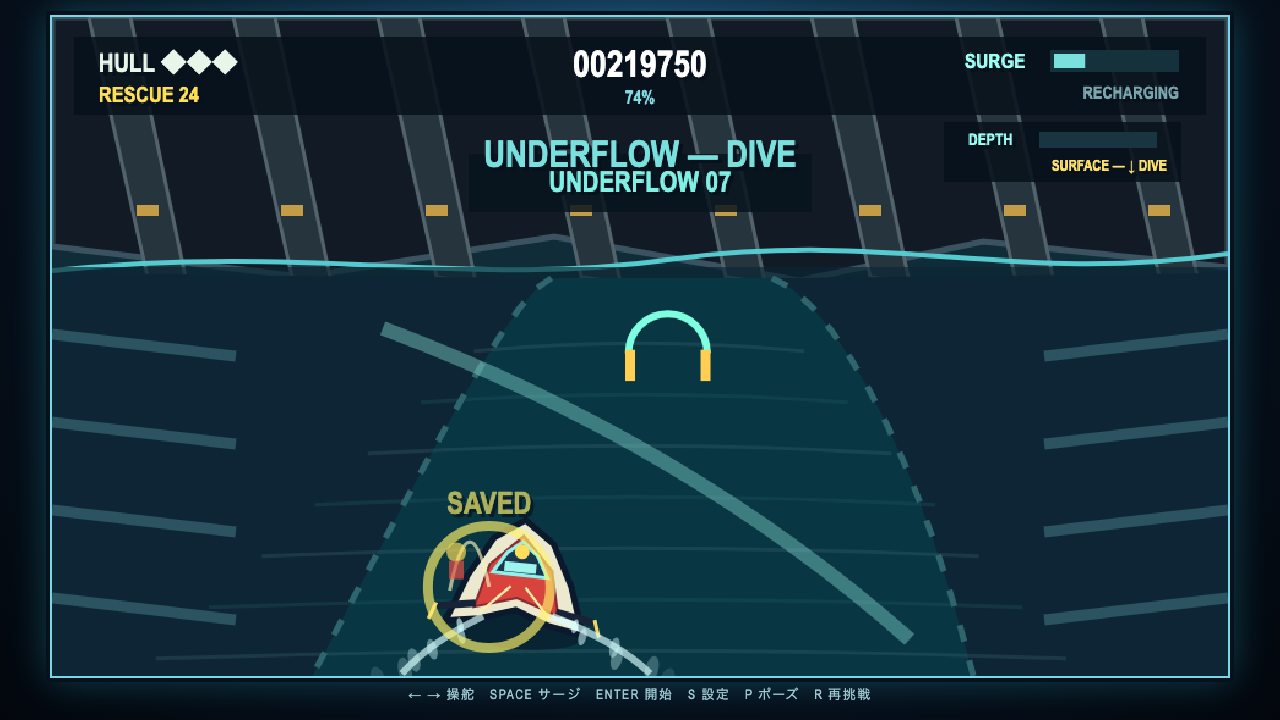 HULL
RESCUE 24
00219750
74%
SURGE
RECHARGING
DEPTH
SURFACE — ↓ DIVE
UNDERFLOW — DIVE
UNDERFLOW 07
SAVED
← → 操舵 SPACE サージ ENTER 開始 S 設定 P ポーズ R 再挑戦